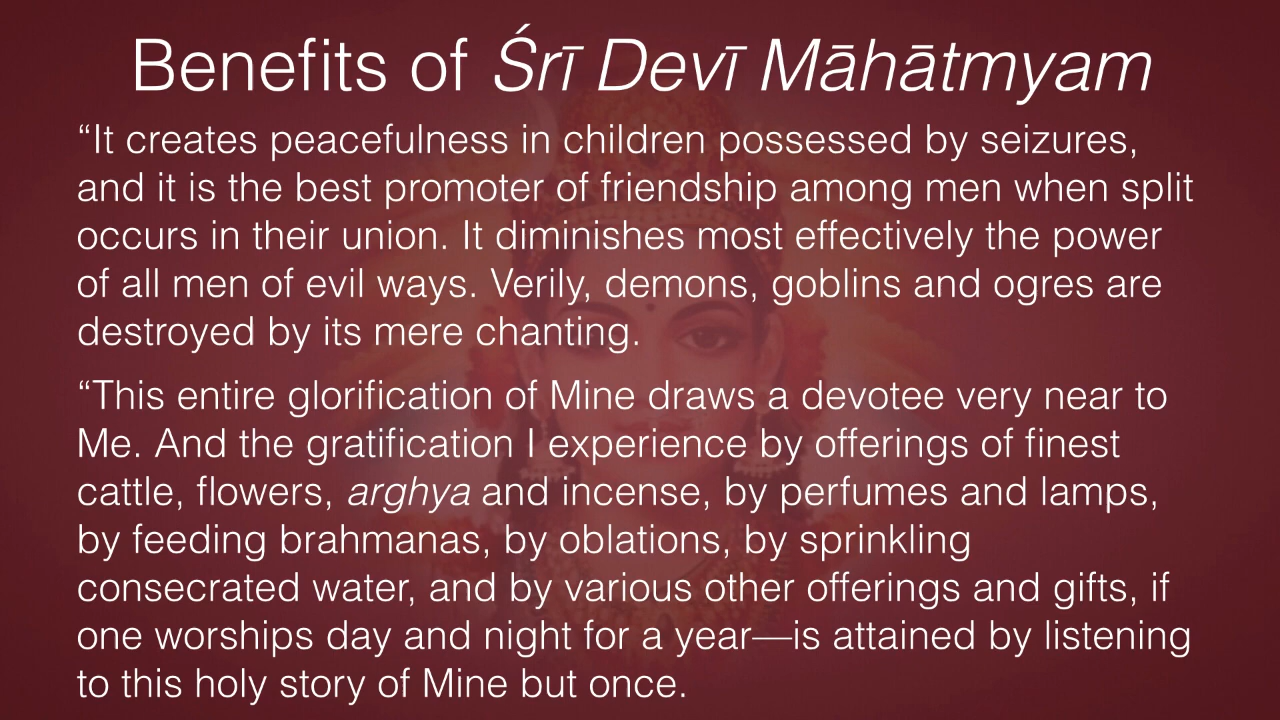 Benefits of Śrī Devī Māhātmyam
“It creates peacefulness in children possessed by seizures,
and it is the best promoter of friendship among men when split
occurs in their union. It diminishes most effectively the power
of all men of evil ways. Verily, demons, goblins and ogres are
destroyed by its mere chanting.
“This entire glorification of Mine draws a devotee very near to
Me. And the gratification I experience by offerings of finest
cattle, flowers, arghya and incense, by perfumes and lamps,
by feeding brahmanas, by oblations, by sprinkling
consecrated water, and by various other offerings and gifts, if
one worships day and night for a year—is attained by listening
to this holy story of Mine but once.